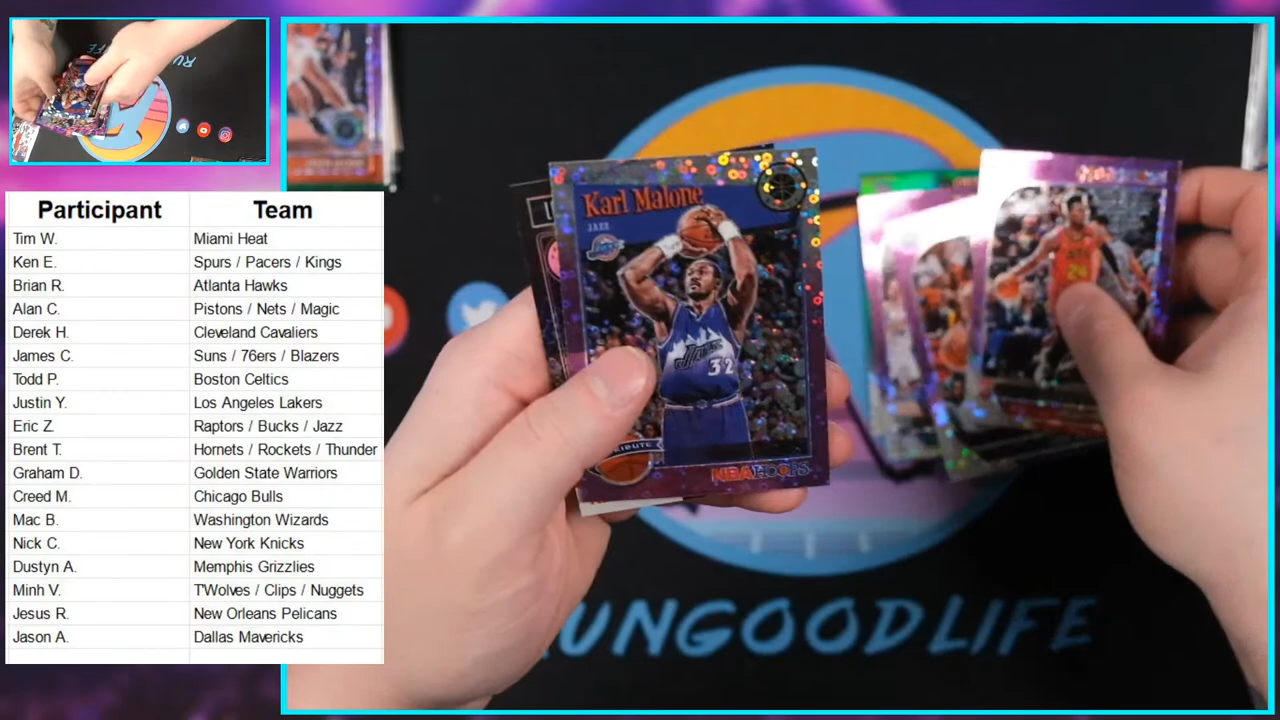 Participant Team
Tim W. Miami Heat
Ken E. Spurs / Pacers / Kings
Brian R. Atlanta Hawks
Alan C. Pistons / Nets / Magic
Derek H. Cleveland Cavaliers
James C. Suns / 76ers / Blazers
Todd P. Boston Celtics
Justin Y. Los Angeles Lakers
Eric Z. Raptors / Bucks / Jazz
Brent T. Hornets / Rockets / Thunder
Graham D. Golden State Warriors
Creed M. Chicago Bulls
Mac B. Washington Wizards
Nick C. New York Knicks
Dustyn A. Memphis Grizzlies
Minh V. T'Wolves / Clips / Nuggets
Jesus R. New Orleans Pelicans
Jason A. Dallas Mavericks
Karl Malone
JAZZ
Jazz
32
NBA HOOPS
24
UNGOODLIFE